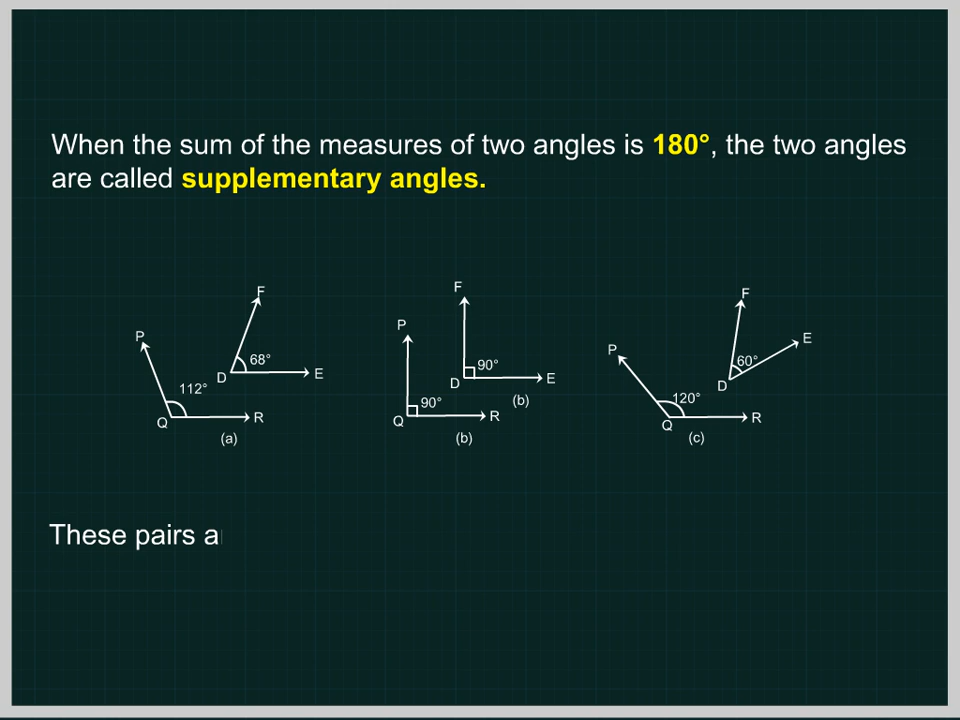 When the sum of the measures of two angles is 180°, the two angles
are called supplementary angles.
F
P
68°
D
E
112°
Q
R
(a)
F
P
90°
D
E
90°
(b)
Q
R
(b)
F
E
P
60°
D
120°
Q
R
(c)
These pairs